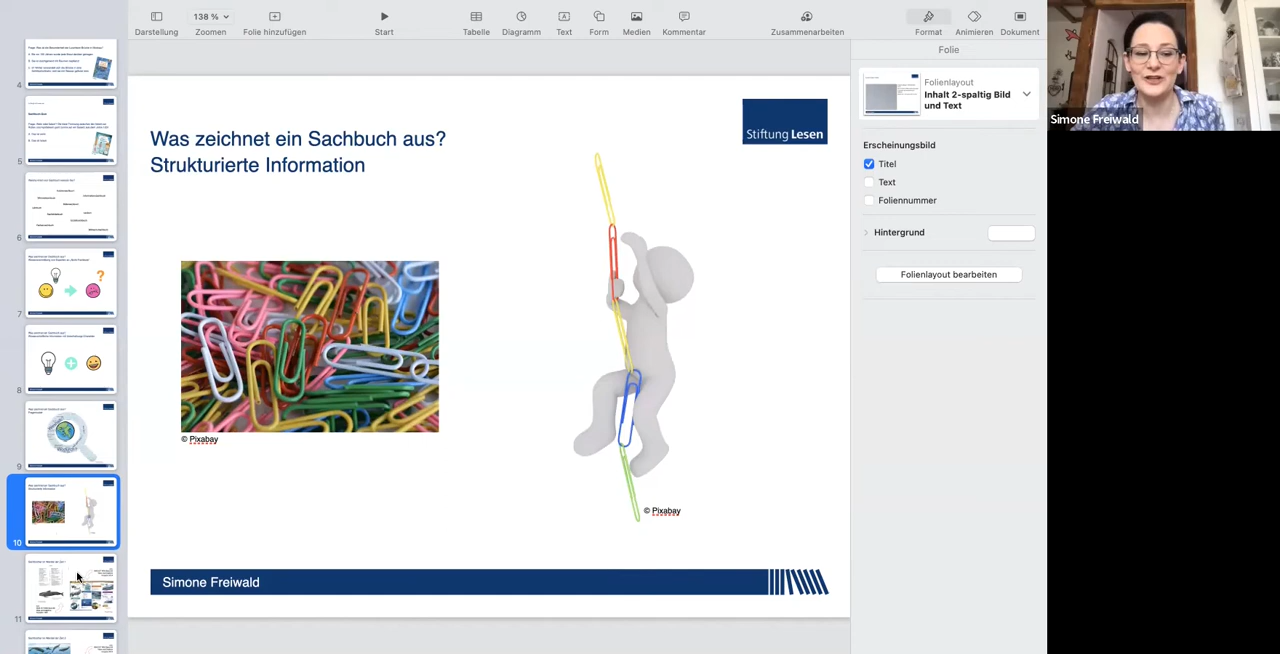 138 %
Darstellung
Zoomen
Folie hinzufügen
Start
Tabelle
Diagramm
Text
Form
Medien
Kommentar
Zusammenarbeiten
Format
Animieren
Dokument
Folie
Folienlayout
Inhalt 2-spaltig Bild
und Text
Erscheinungsbild
Titel
Text
Foliennummer
Hintergrund
Folienlayout bearbeiten
Simone Freiwald
Was zeichnet ein Sachbuch aus?
Strukturierte Information
Stiftung Lesen
© Pixabay
© Pixabay
Simone Freiwald
4
5
6
7
8
9
10
11